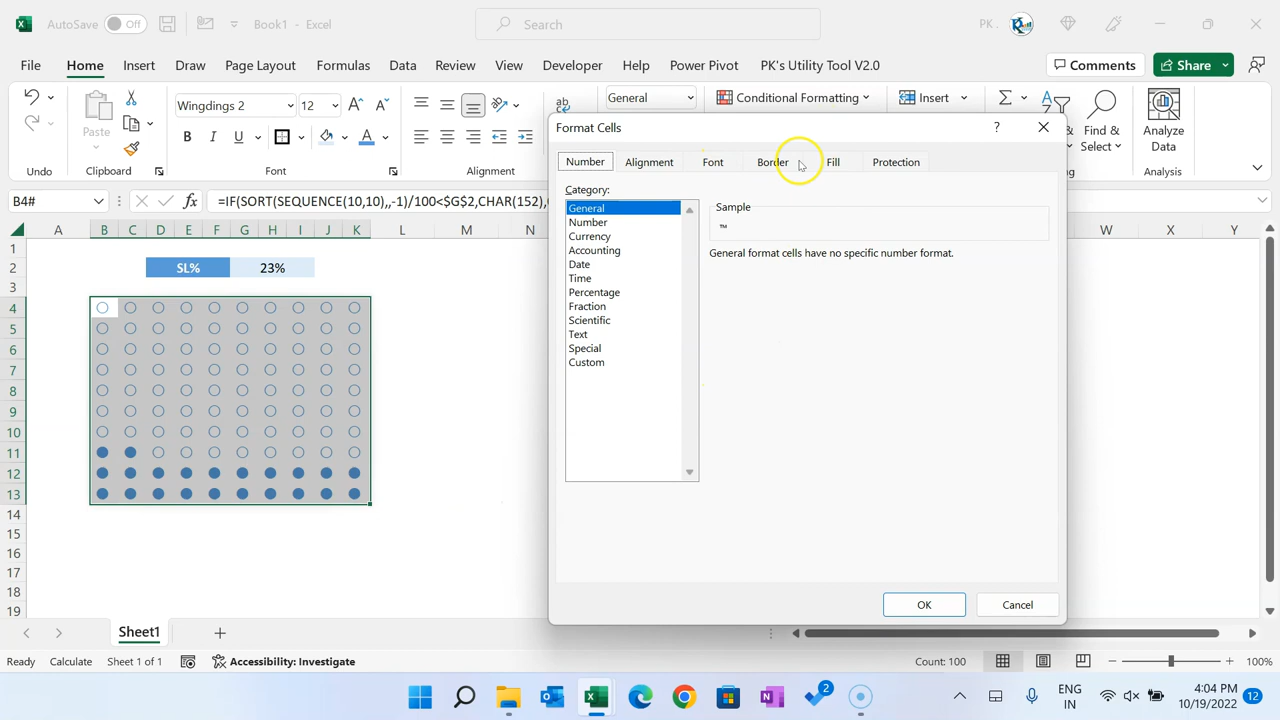 AutoSave Off Book1 - Excel Search PK .
File Home Insert Draw Page Layout Formulas Data Review View Developer Help Power Pivot PK's Utility Tool V2.0 Comments Share
Wingdings 2 12 General Conditional Formatting Insert
Paste B I U A ab Find & Select Analyze Data
Undo Clipboard Font Alignment Analysis
B4# fx =IF(SORT(SEQUENCE(10,10),,-1)/100<$G$2,CHAR(152),
A B C D E F G H I J K L M N W X Y
1
2 SL% 23%
3
4
5
6
7
8
9
10
11
12
13
14
15
16
17
18
19
Format Cells ?
Number Alignment Font Border Fill Protection
Category:
General
Number
Currency
Accounting
Date
Time
Percentage
Fraction
Scientific
Text
Special
Custom
Sample
™
General format cells have no specific number format.
OK Cancel
Sheet1
Ready Calculate Sheet 1 of 1 Accessibility: Investigate Count: 100 100%
2 ENG IN 4:04 PM 10/19/2022 12